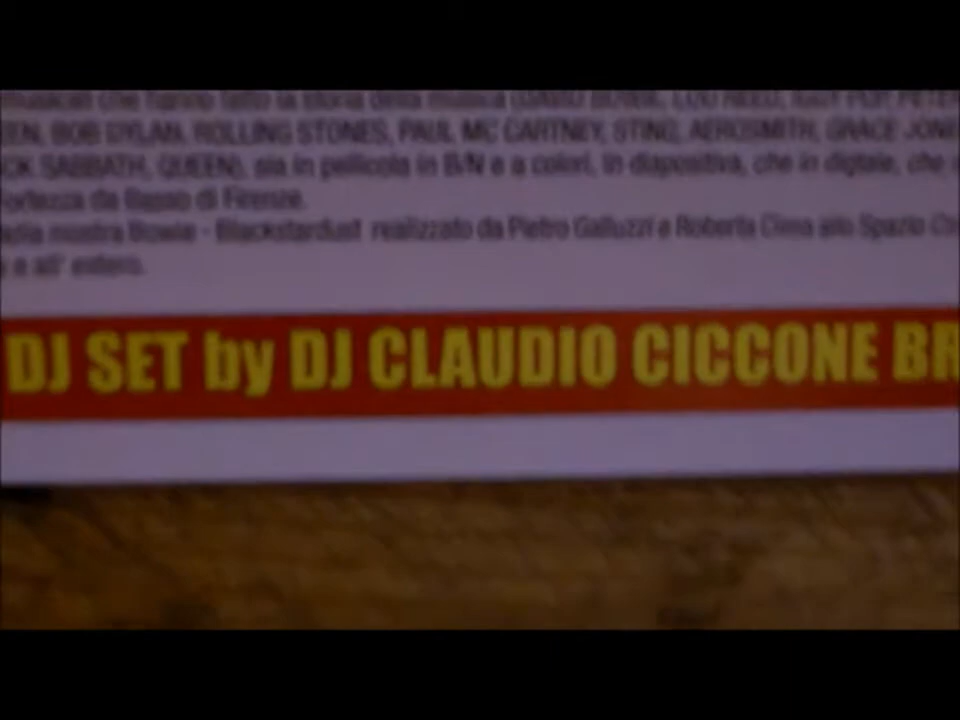 musicali che hanno fatto la storia della musica (DAVID BOWIE, LOU REED, IGGY POP, PETER
EEN, BOB DYLAN, ROLLING STONES, PAUL MC CARTNEY, STING, AEROSMITH, GRACE JONE
CK SABBATH, QUEEN), sia in pellicola in B/N e a colori, in diapositiva, che in digitale, che
Fortezza da Basso di Firenze.
mostra Bowie - Blackstardust realizzato da Pietro Galluzzi e Roberta Cima allo Spazio
e all' estero.
DJ SET by DJ CLAUDIO CICCONE BR